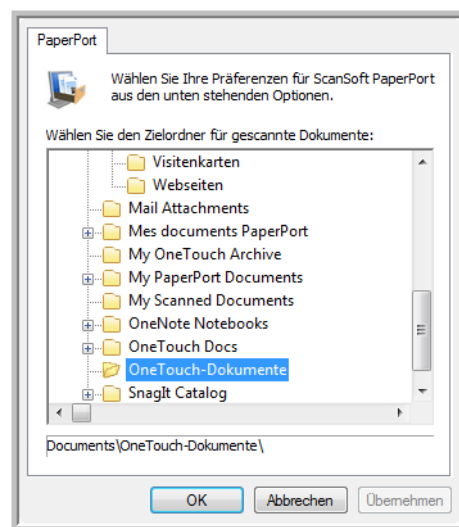 PaperPort
Wählen Sie Ihre Präferenzen für ScanSoft PaperPort
aus den unten stehenden Optionen.
Wählen Sie den Zielordner für gescannte Dokumente:
Visitenkarten
Webseiten
Mail Attachments
Mes documents PaperPort
My OneTouch Archive
My PaperPort Documents
My Scanned Documents
OneNote Notebooks
OneTouch Docs
OneTouch-Dokumente
SnagIt Catalog
Documents\OneTouch-Dokumente\
OK Abbrechen Übernehmen